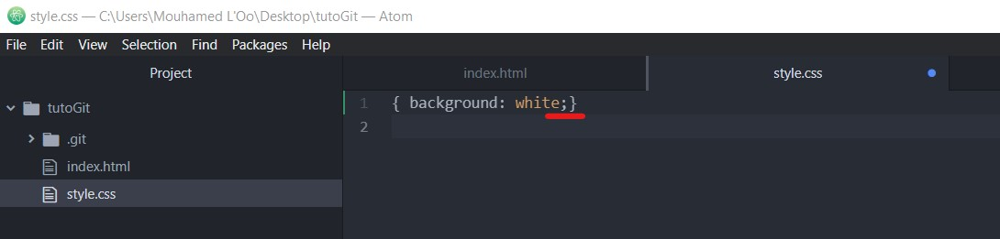 style.css — C:\Users\Mouhamed L'Oo\Desktop\tutoGit — Atom
File Edit View Selection Find Packages Help
Project
index.html
style.css
tutoGit
.git
index.html
style.css
1 { background: white;}
2